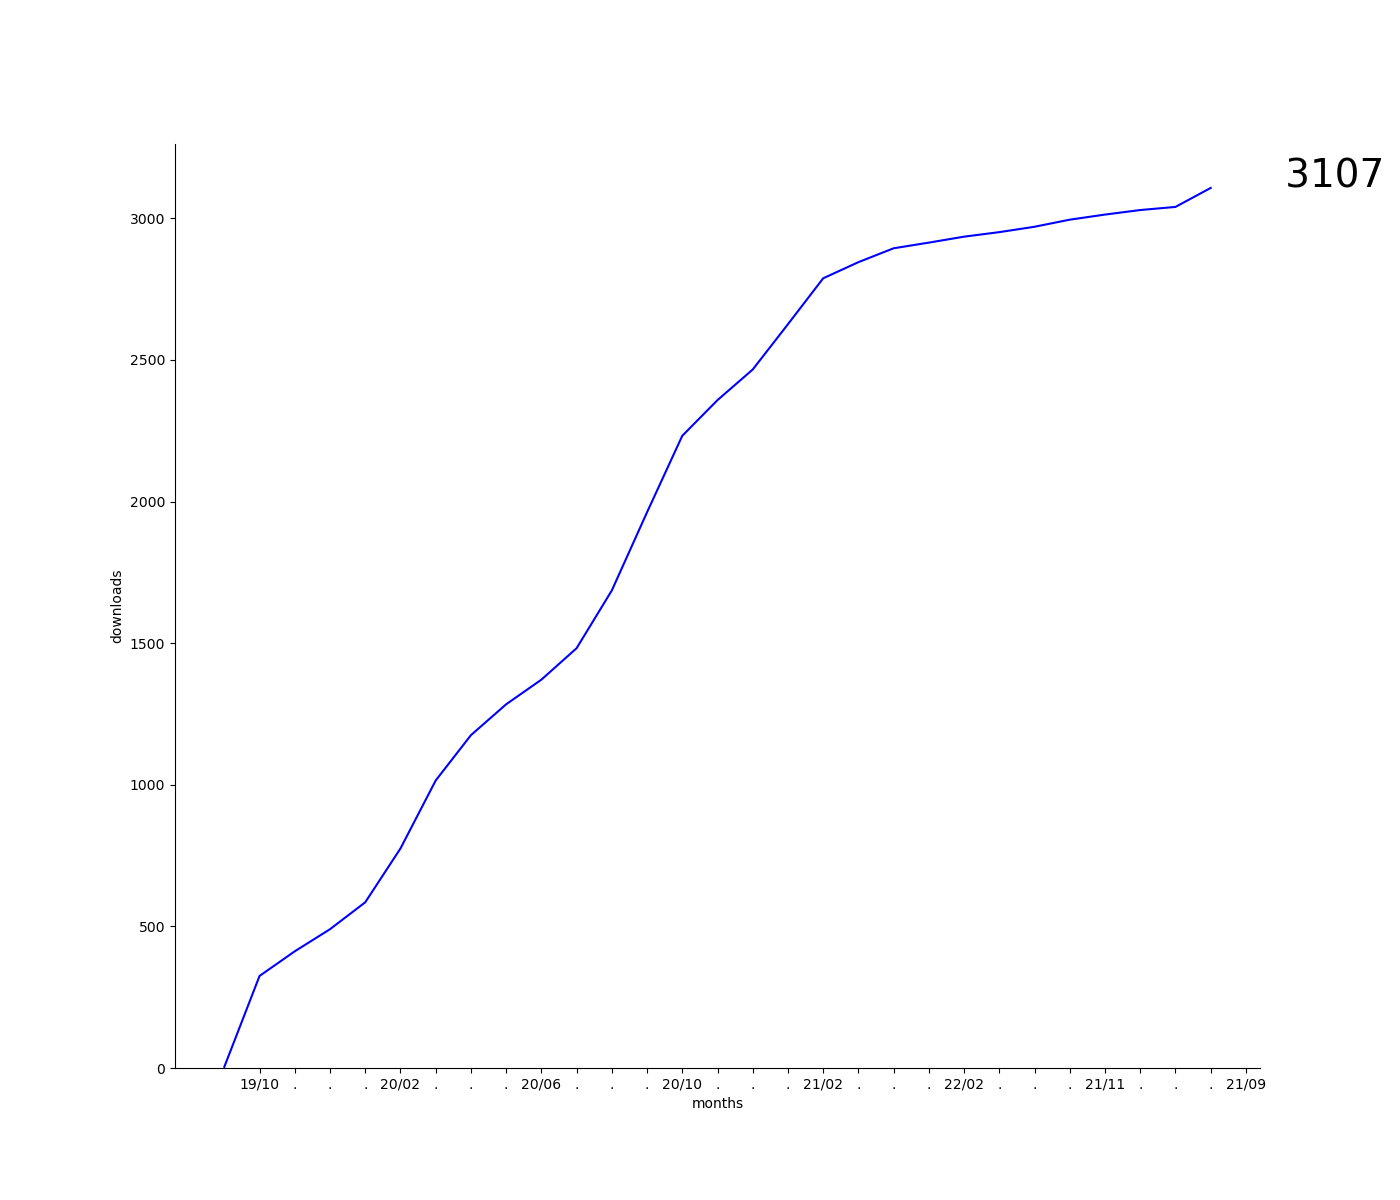 3107
3000
2500
2000
1500
1000
500
0
downloads
19/10 . . . 20/02 . . . 20/06 . . . 20/10 . . . 21/02 . . . 22/02 . . . 21/11 . . . 21/09
months